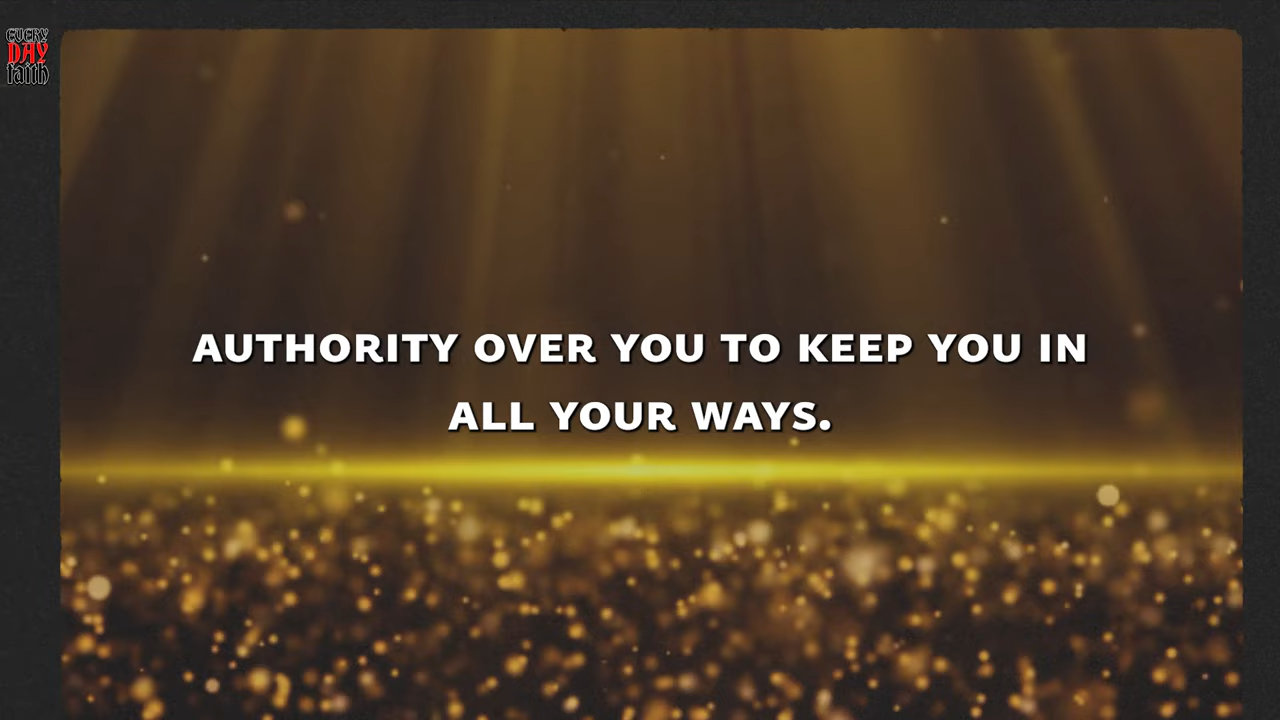 EVERY
DAY
faith
AUTHORITY OVER YOU TO KEEP YOU IN
ALL YOUR WAYS.